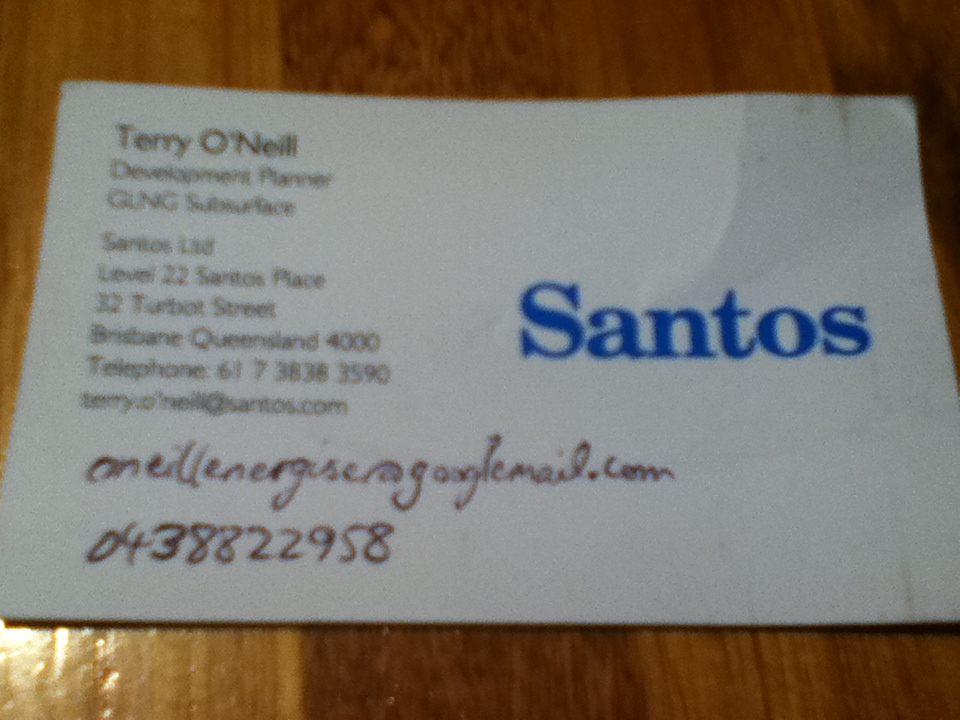 Terry O'Neill
Development Planner
GLNG Subsurface
Santos Ltd
Level 22 Santos Place
32 Turbot Street
Brisbane Queensland 4000
Telephone: 61 7 3838 3590
terry.o'neill@santos.com
Santos
oneillenergiser@googlemail.com
0438822958